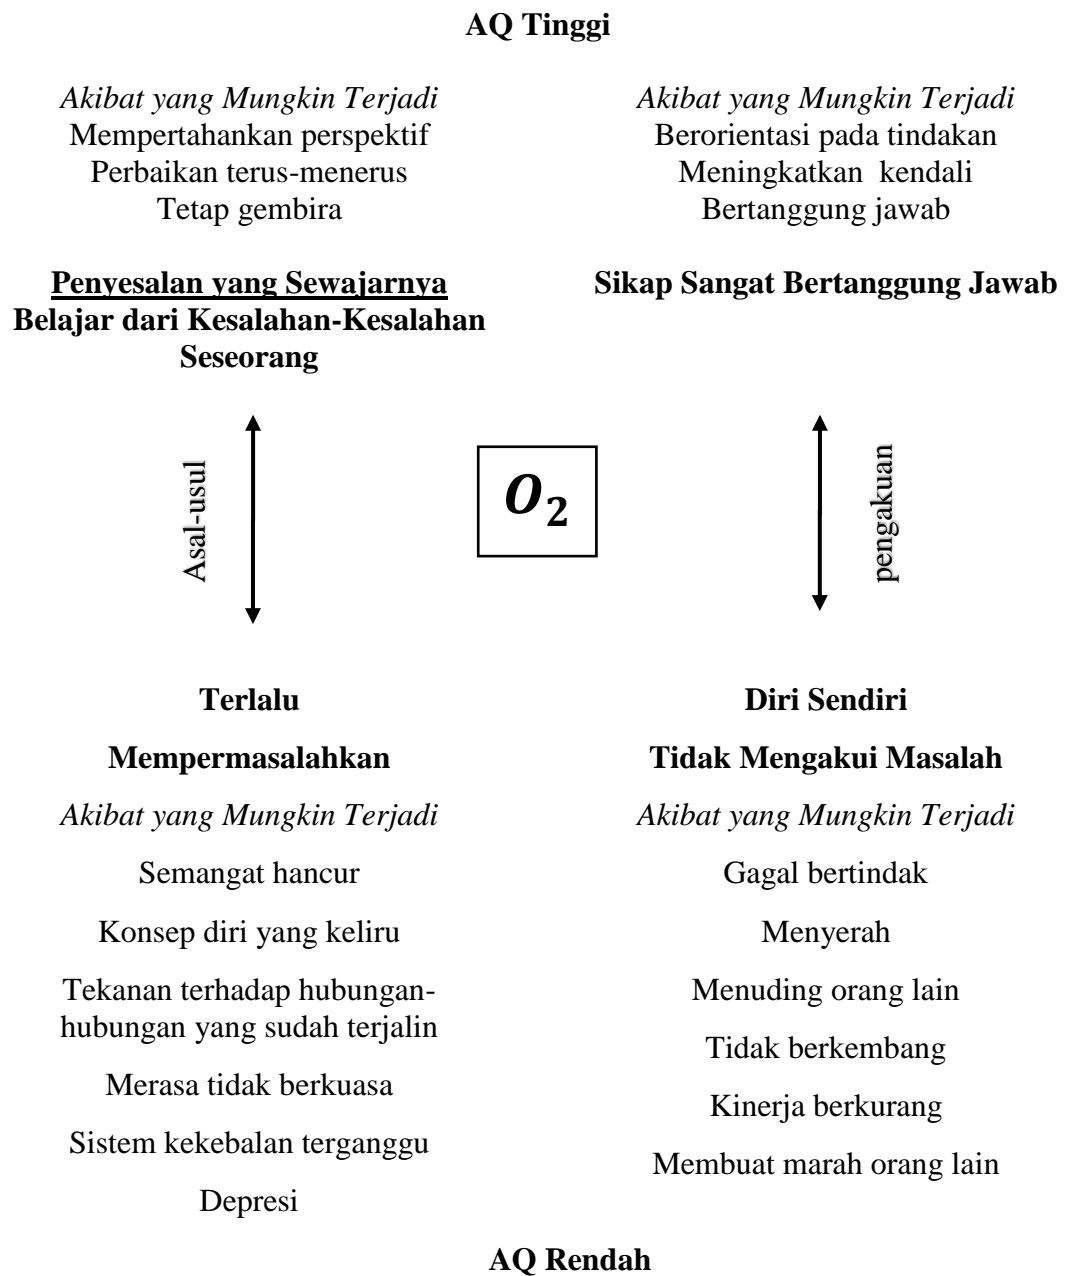 AQ Tinggi
Akibat yang Mungkin Terjadi
Mempertahankan perspektif
Perbaikan terus-menerus
Tetap gembira
Penyesalan yang Sewajarnya
Belajar dari Kesalahan-Kesalahan
Seseorang
Akibat yang Mungkin Terjadi
Berorientasi pada tindakan
Meningkatkan kendali
Bertanggung jawab
Sikap Sangat Bertanggung Jawab
Asal-usul
O₂
pengakuan
Terlalu
Mempermasalahkan
Akibat yang Mungkin Terjadi
Semangat hancur
Konsep diri yang keliru
Tekanan terhadap hubungan-
hubungan yang sudah terjalin
Merasa tidak berkuasa
Sistem kekebalan terganggu
Depresi
Diri Sendiri
Tidak Mengakui Masalah
Akibat yang Mungkin Terjadi
Gagal bertindak
Menyerah
Menuding orang lain
Tidak berkembang
Kinerja berkurang
Membuat marah orang lain
AQ Rendah